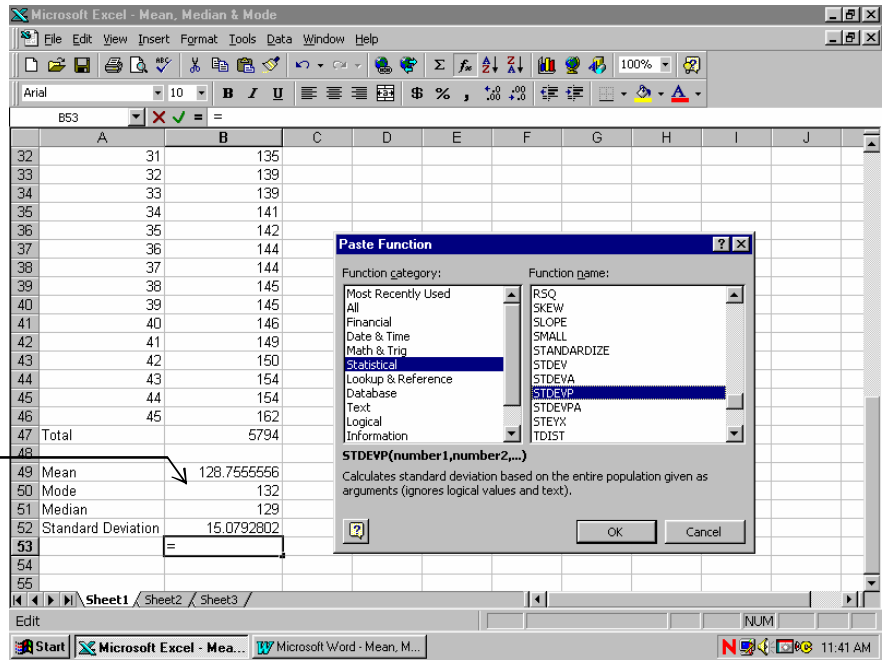 Microsoft Excel - Mean, Median & Mode
File Edit View Insert Format Tools Data Window Help
100%
Arial 10 B I U $ % ,
B53 = =
A B C D E F G H I J
32 31 135
33 32 139
34 33 139
35 34 141
36 35 142
37 36 144
38 37 144
39 38 145
40 39 145
41 40 146
42 41 149
43 42 150
44 43 154
45 44 154
46 45 162
47 Total 5794
48
49 Mean 128.7555556
50 Mode 132
51 Median 129
52 Standard Deviation 15.0792802
53 =
54
55
Paste Function
Function category:
Most Recently Used
All
Financial
Date & Time
Math & Trig
Statistical
Lookup & Reference
Database
Text
Logical
Information
Function name:
RSQ
SKEW
SLOPE
SMALL
STANDARDIZE
STDEV
STDEVA
STDEVP
STDEVPA
STEYX
TDIST
STDEVP(number1,number2,...)
Calculates standard deviation based on the entire population given as
arguments (ignores logical values and text).
OK Cancel
Sheet1 Sheet2 Sheet3
Edit NUM
Start Microsoft Excel - Mea... Microsoft Word - Mean, M... 11:41 AM